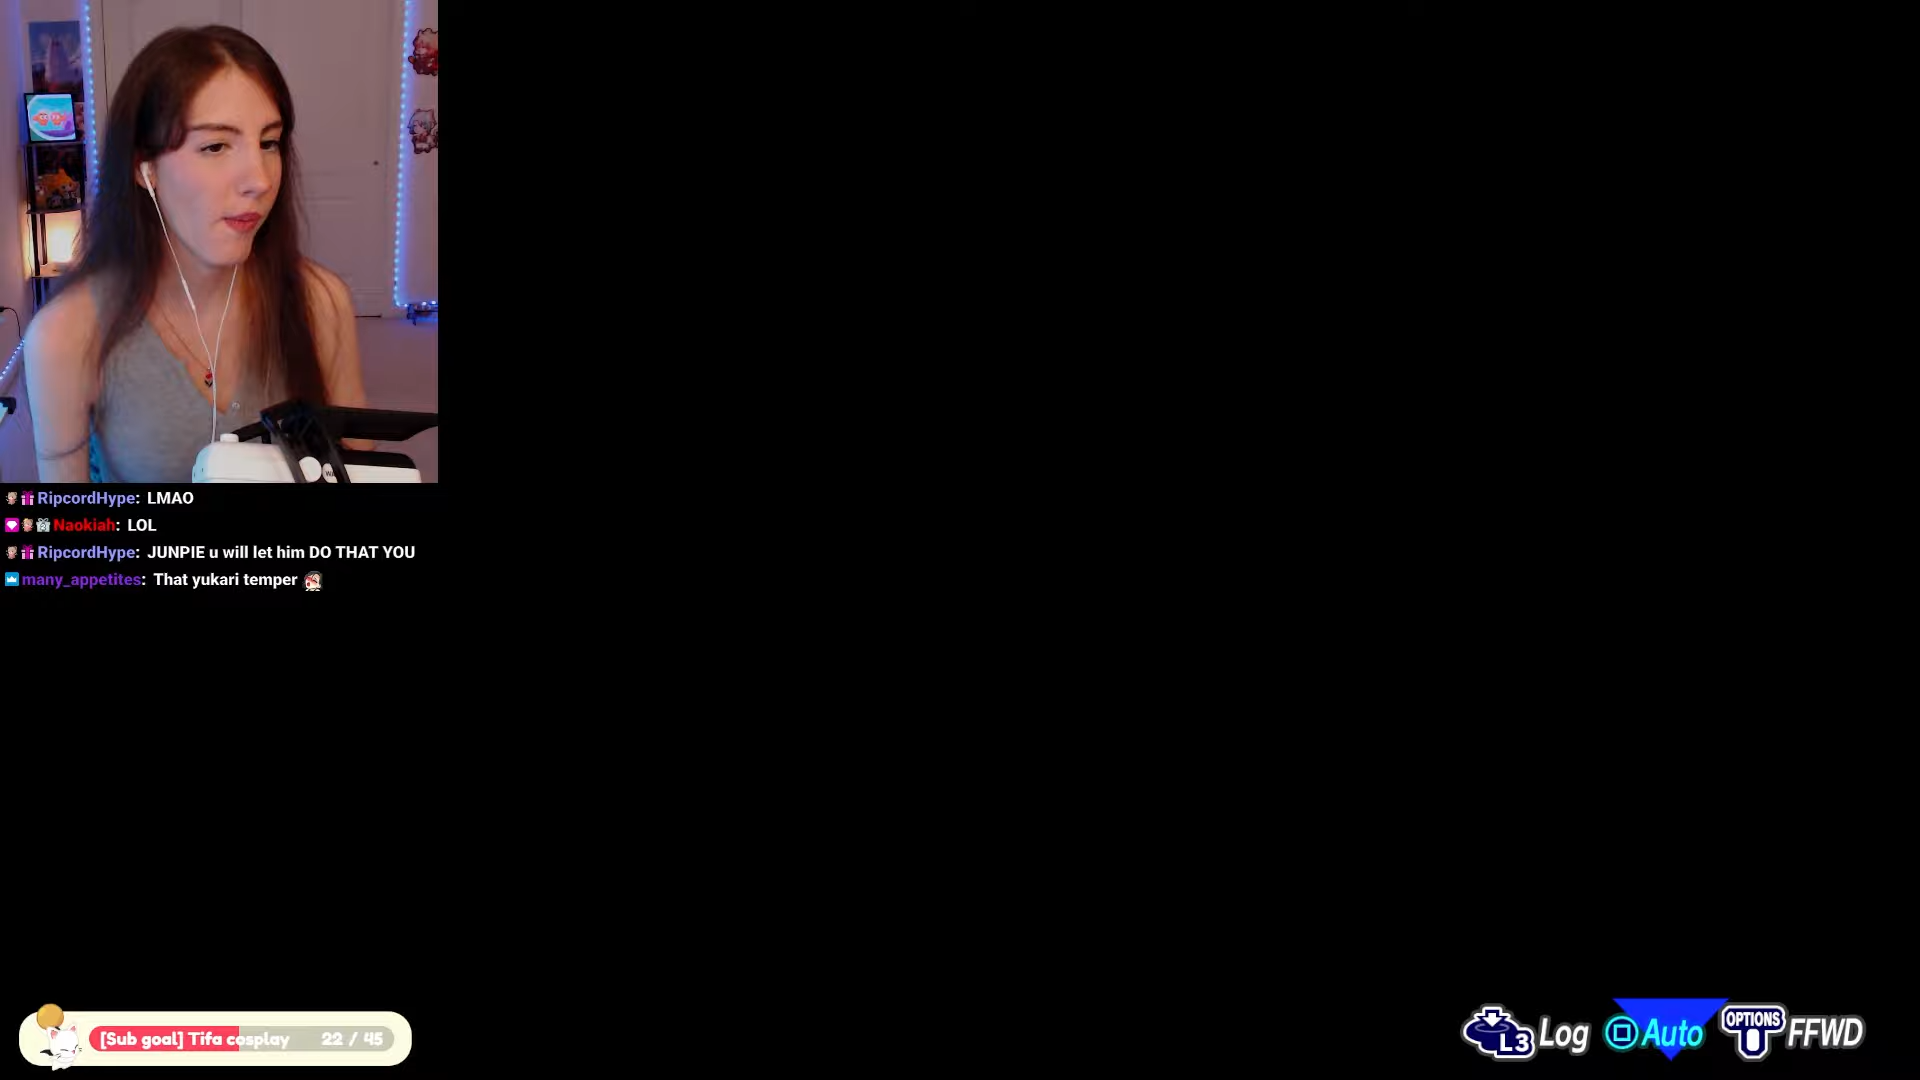 RipcordHype: LMAO
Naokiah: LOL
RipcordHype: JUNPIE u will let him DO THAT YOU
many_appetites: That yukari temper
[Sub goal] Tifa cosplay 22 / 45
L3 Log Auto OPTIONS FFWD